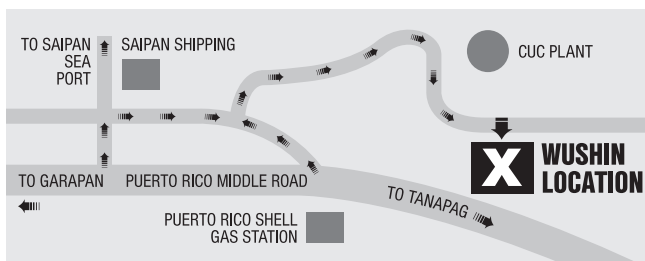 TO SAIPAN
SEA
PORT
SAIPAN SHIPPING
CUC PLANT
X
WUSHIN
LOCATION
TO GARAPAN
PUERTO RICO MIDDLE ROAD
TO TANAPAG
PUERTO RICO SHELL
GAS STATION